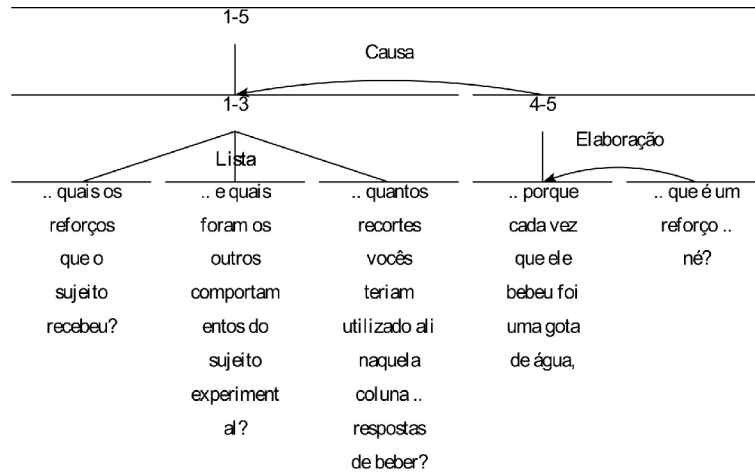 1-5
Causa
1-3
4-5
Lista
Elaboração
.. quais os
reforços
que o
sujeito
recebeu?
.. e quais
foram os
outros
comportam
entos do
sujeito
experiment
al?
.. quantos
recortes
vocês
teriam
utilizado ali
naquela
coluna ..
respostas
de beber?
.. porque
cada vez
que ele
bebeu foi
uma gota
de água,
.. que é um
reforço ..
né?